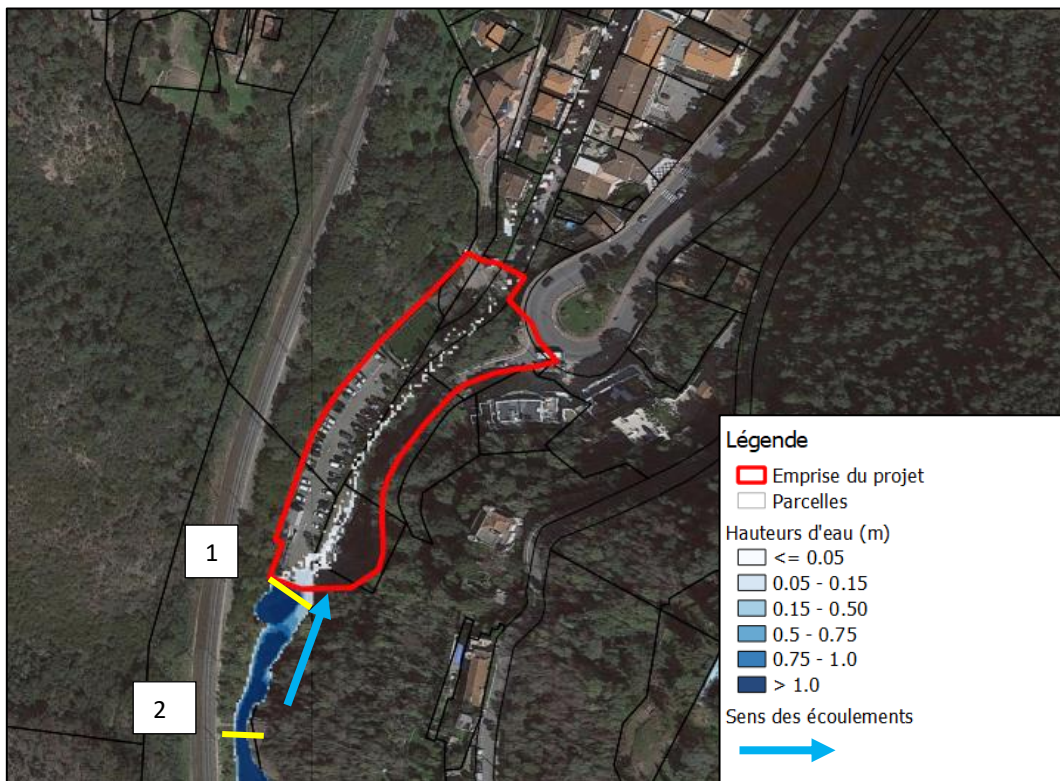 1
2
Légende
Emprise du projet
Parcelles
Hauteurs d'eau (m)
<= 0.05
0.05 - 0.15
0.15 - 0.50
0.5 - 0.75
0.75 - 1.0
> 1.0
Sens des écoulements